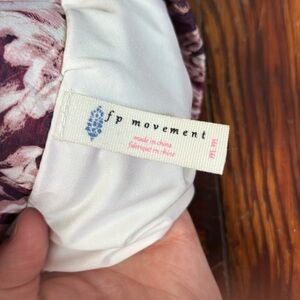 fp movement
made in china
fabriqué en chine
m/m